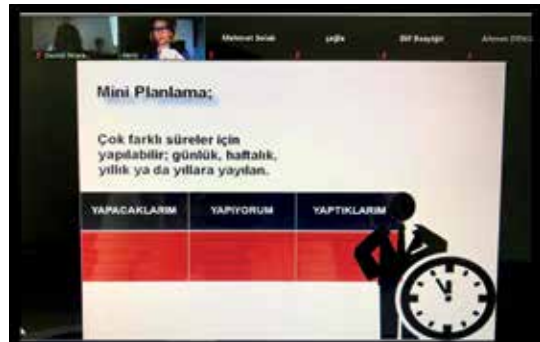 Mehmet Selek
çağla
Elif Başyiğit
Ahmet
Mini Planlama;
Çok farklı süreler için
yapılabilir; günlük, haftalık,
yıllık ya da yıllara yayılan.
YAPACAKLARIM YAPIYORUM YAPTIKLARIM